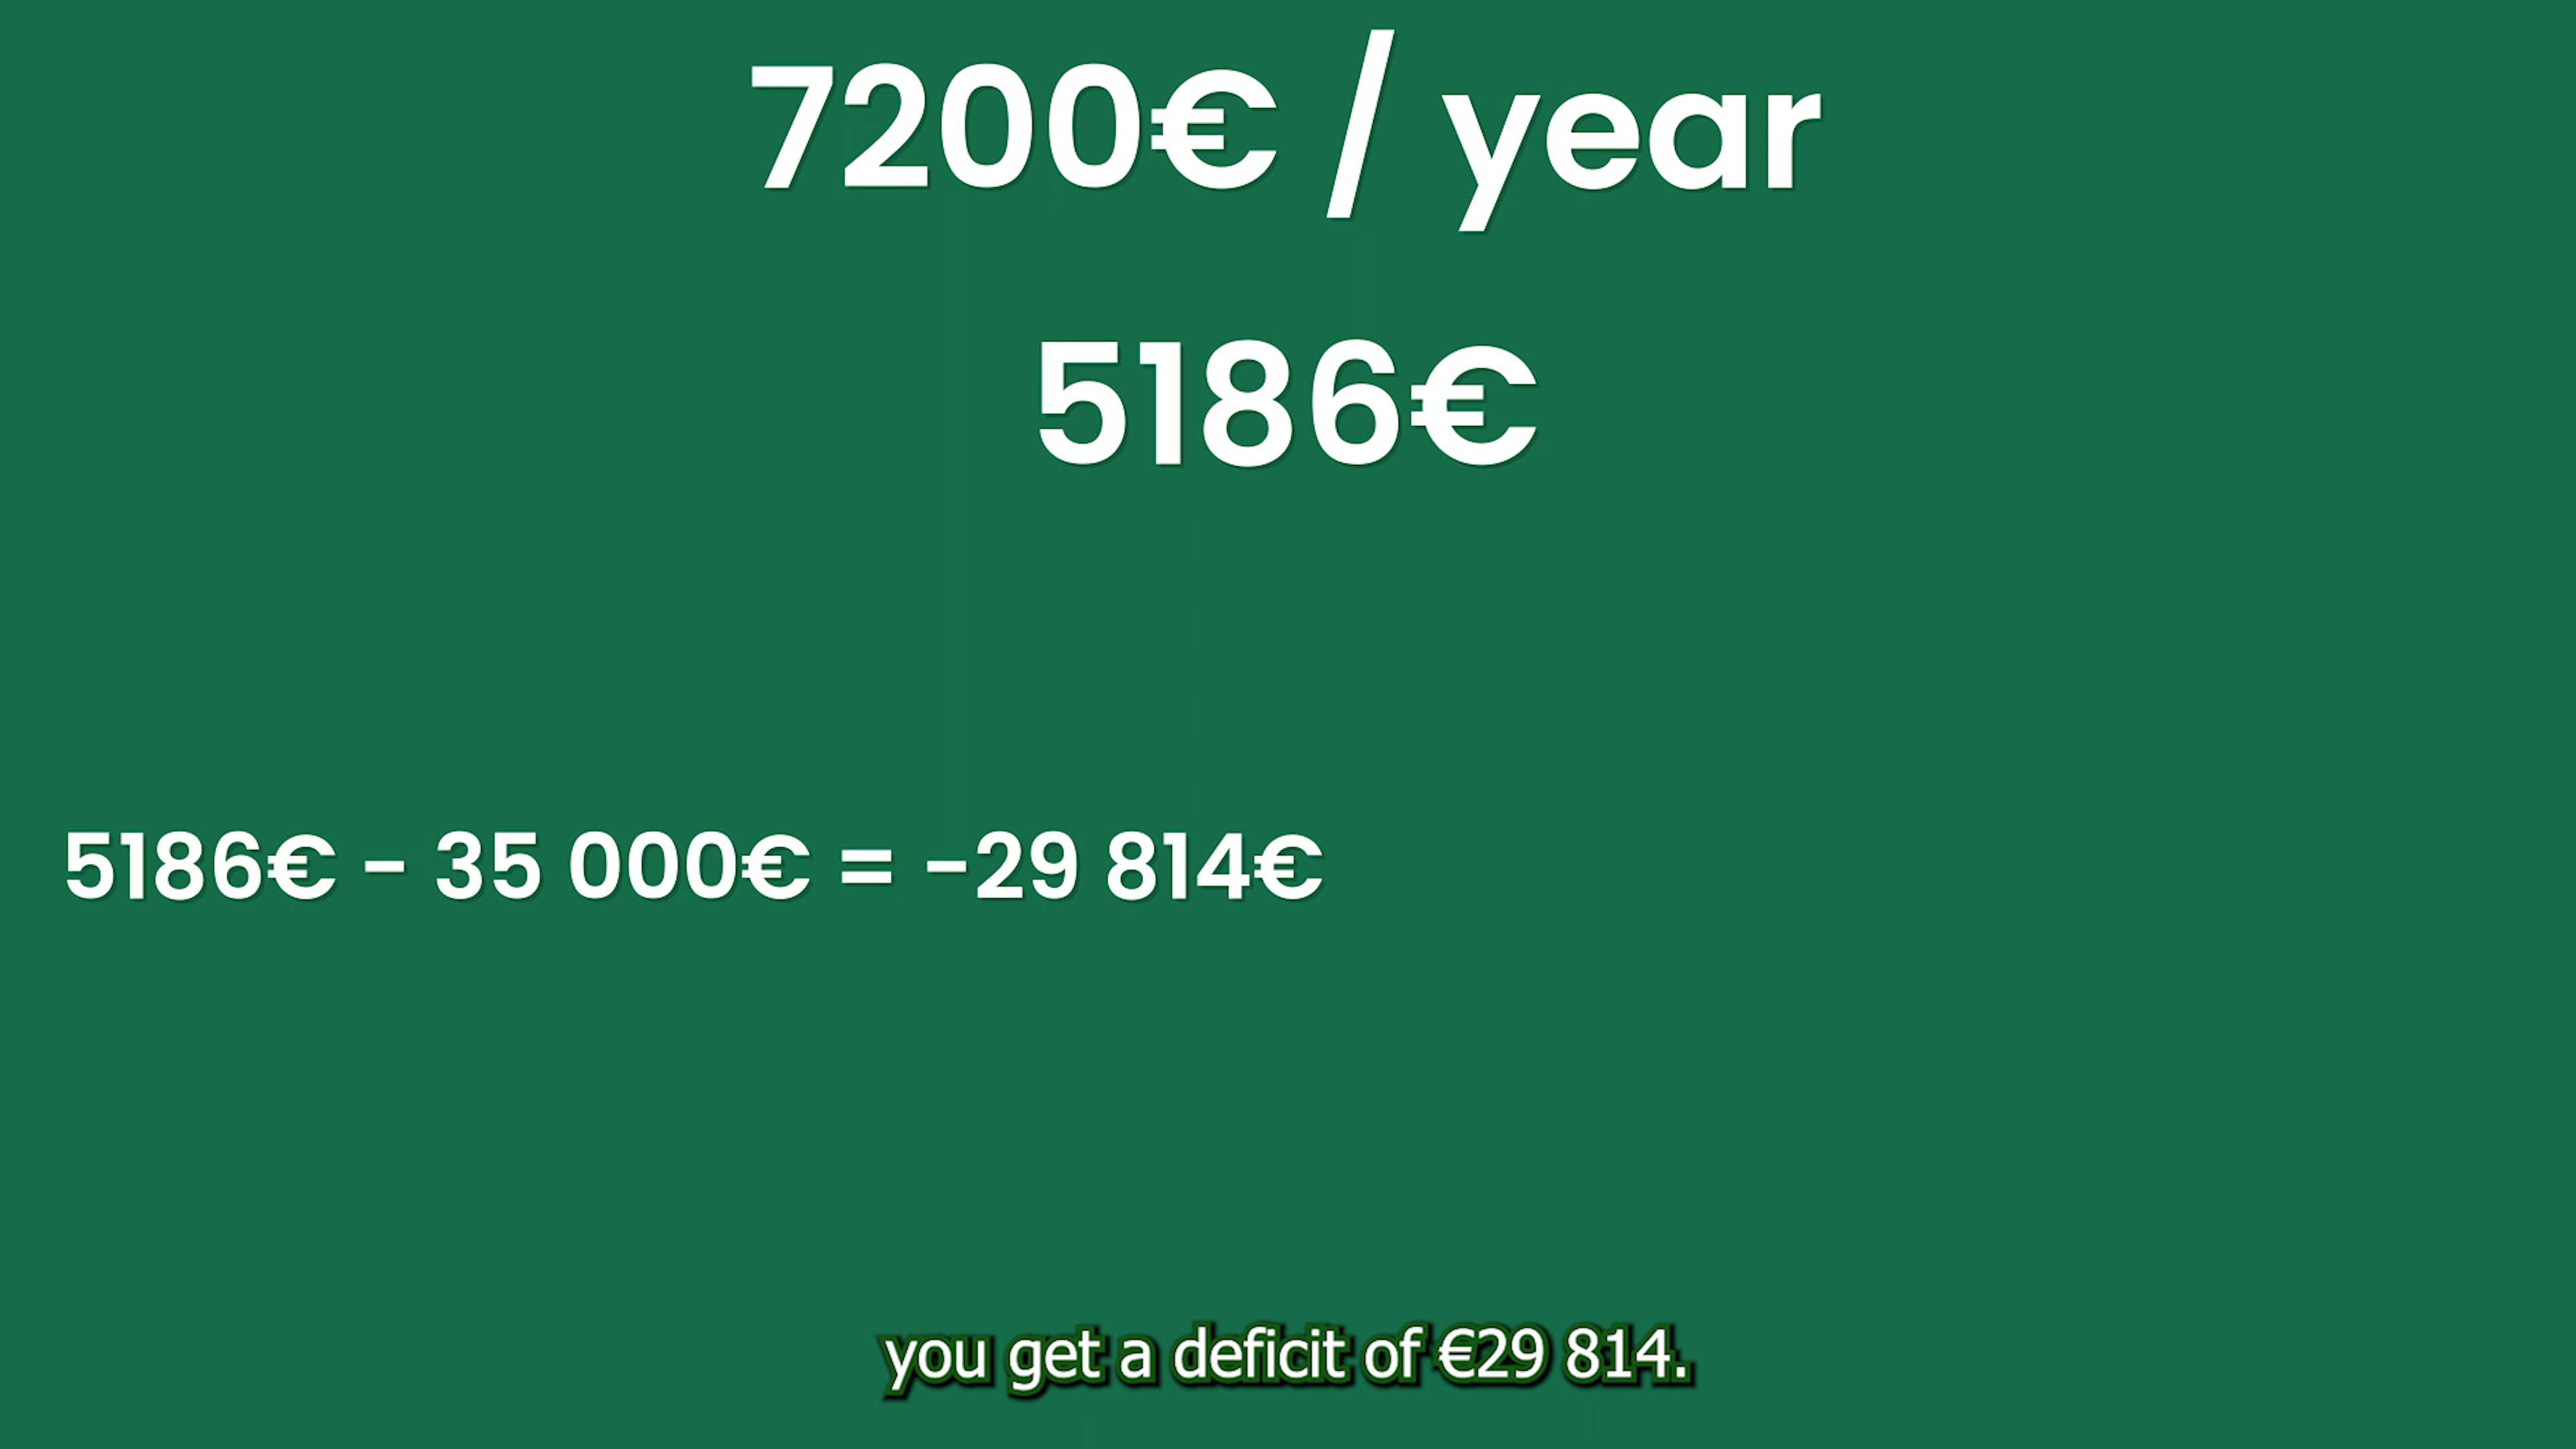 7200€ / year
5186€
5186€ - 35 000€ = -29 814€
you get a deficit of €29 814.